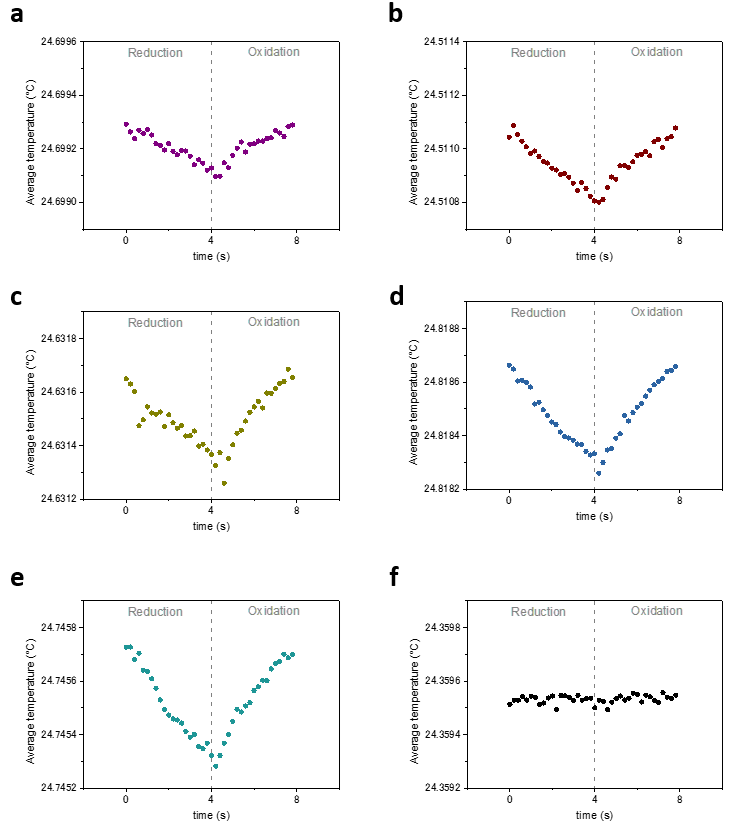 a
24.6996
24.6994
24.6992
24.6990
Average temperature (°C)
Reduction
Oxidation
0
4
8
time (s)
b
24.5114
24.5112
24.5110
24.5108
Average temperature (°C)
Reduction
Oxidation
0
4
8
time (s)
c
24.6318
24.6316
24.6314
24.6312
Average temperature (°C)
Reduction
Oxidation
0
4
8
time (s)
d
24.8188
24.8186
24.8184
24.8182
Average temperature (°C)
Reduction
Oxidation
0
4
8
time (s)
e
24.7458
24.7456
24.7454
24.7452
Average temperature (°C)
Reduction
Oxidation
0
4
8
time (s)
f
24.3598
24.3596
24.3594
24.3592
Average temperature (°C)
Reduction
Oxidation
0
4
8
time (s)